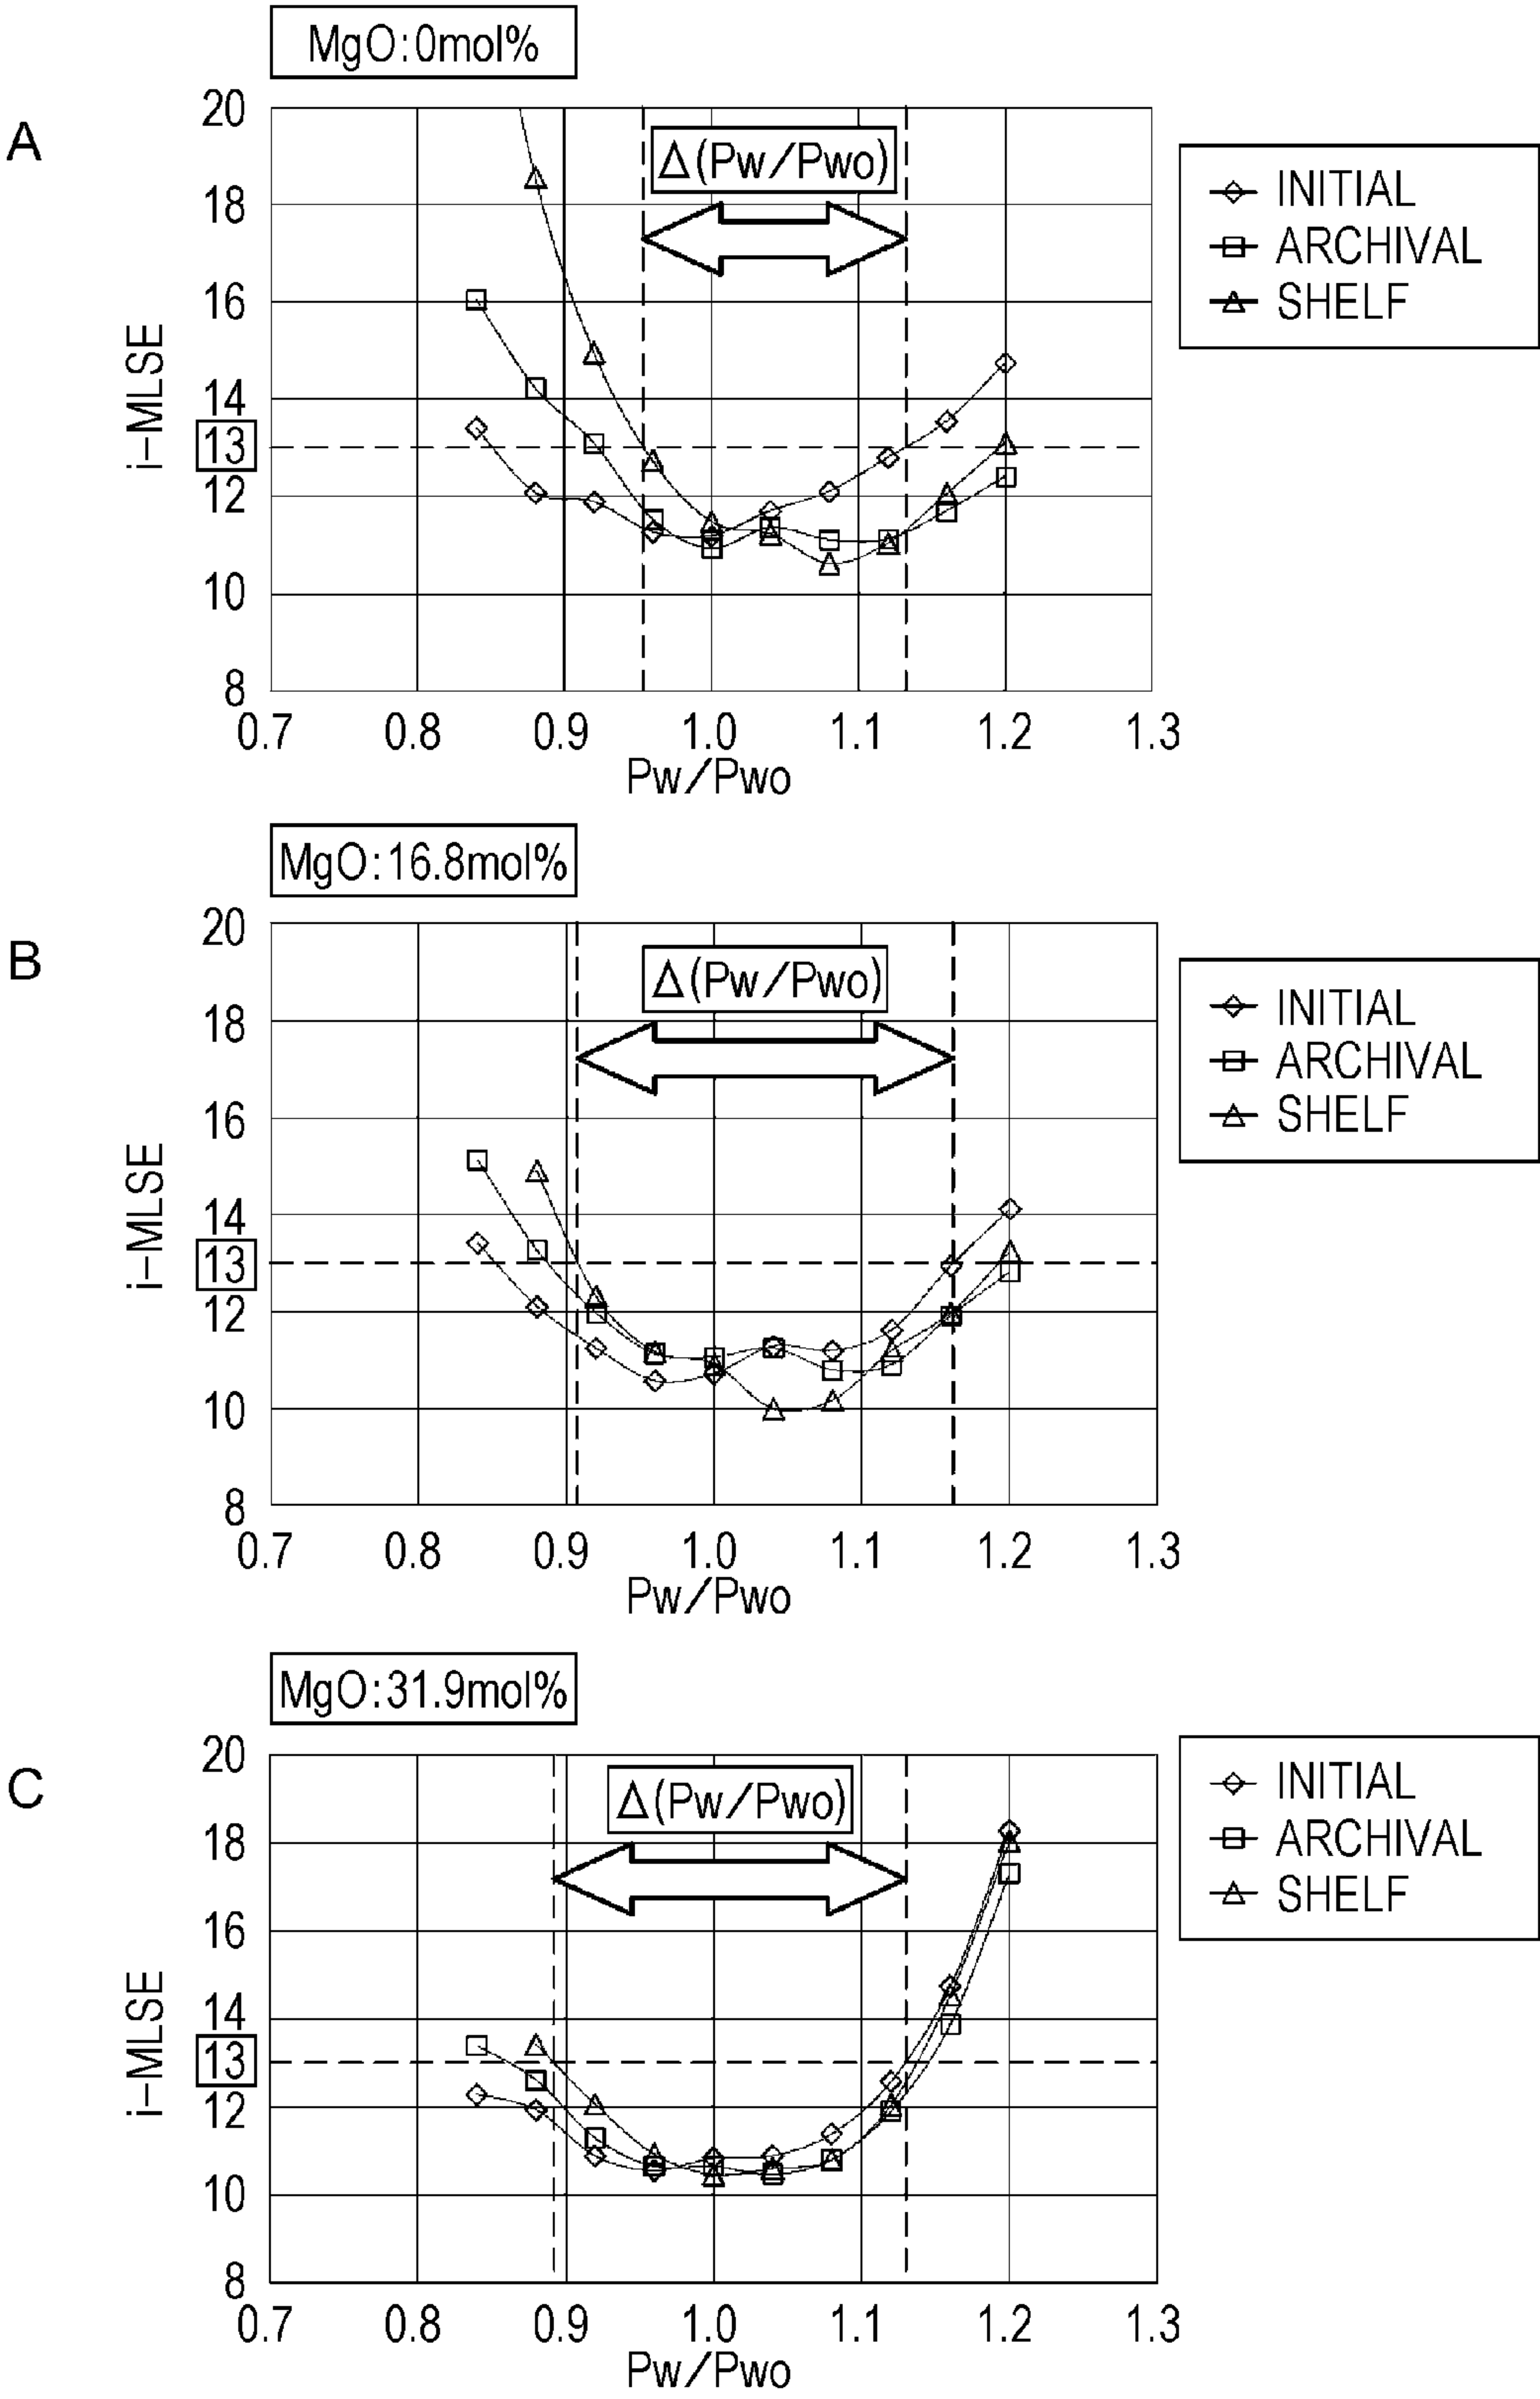 MgO:0mol%
A
20
18
16
14
13
12
10
8
i-MLSE
Δ(Pw/Pwo)
INITIAL
ARCHIVAL
SHELF
0.7 0.8 0.9 1.0 1.1 1.2 1.3
Pw/Pwo
MgO:16.8mol%
B
20
18
16
14
13
12
10
8
i-MLSE
Δ(Pw/Pwo)
INITIAL
ARCHIVAL
SHELF
0.7 0.8 0.9 1.0 1.1 1.2 1.3
Pw/Pwo
MgO:31.9mol%
C
20
18
16
14
13
12
10
8
i-MLSE
Δ(Pw/Pwo)
INITIAL
ARCHIVAL
SHELF
0.7 0.8 0.9 1.0 1.1 1.2 1.3
Pw/Pwo